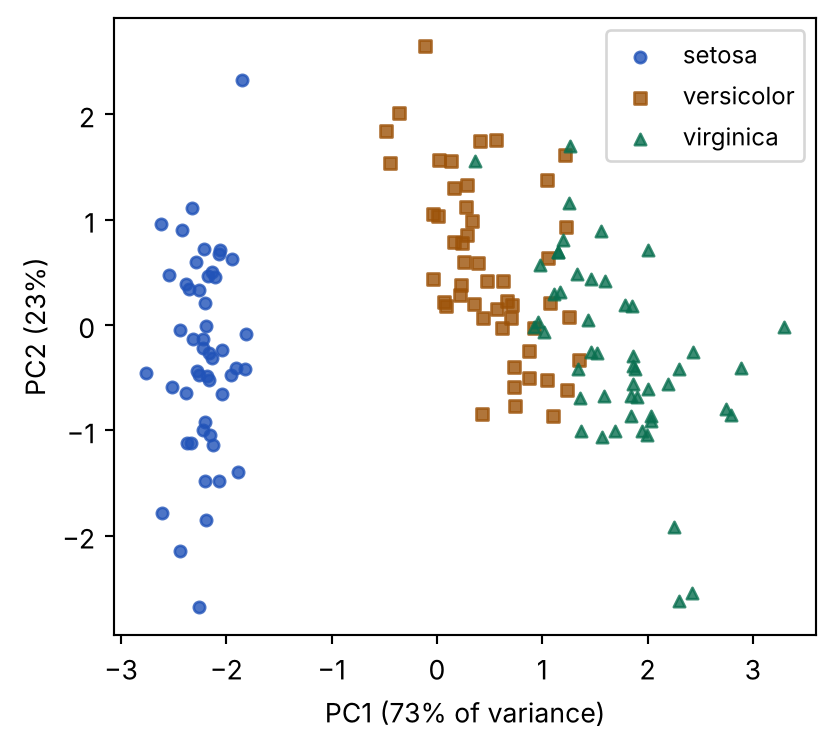 setosa
versicolor
virginica
2
1
0
−1
−2
PC2 (23%)
−3 −2 −1 0 1 2 3
PC1 (73% of variance)